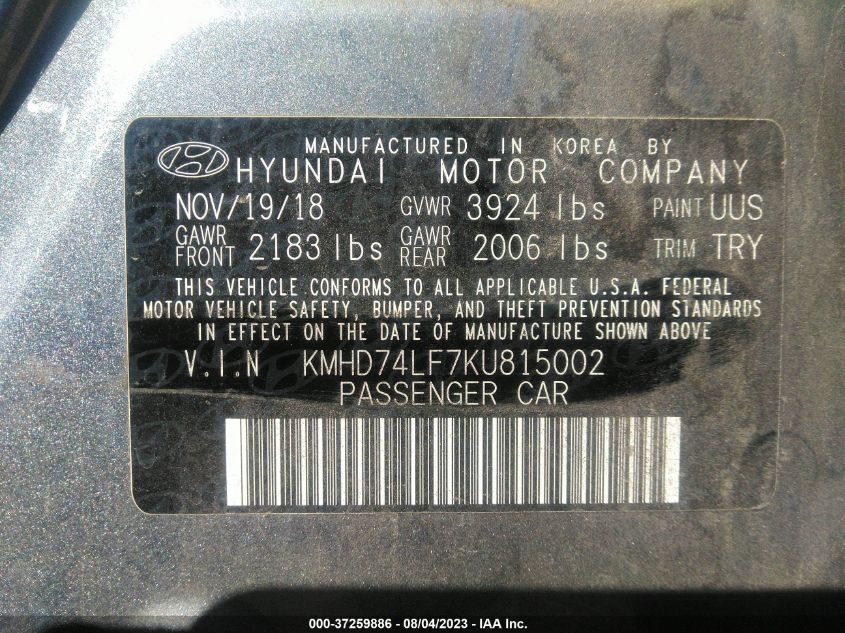 MANUFACTURED IN KOREA BY
HYUNDAI MOTOR COMPANY
NOV/19/18 GVWR 3924 lbs PAINT UUS
GAWR FRONT 2183 lbs GAWR REAR 2006 lbs TRIM TRY
THIS VEHICLE CONFORMS TO ALL APPLICABLE U.S.A. FEDERAL
MOTOR VEHICLE SAFETY, BUMPER, AND THEFT PREVENTION STANDARDS
IN EFFECT ON THE DATE OF MANUFACTURE SHOWN ABOVE
V.I.N KMHD74LF7KU815002
PASSENGER CAR
000-37259886 - 08/04/2023 - IAA Inc.